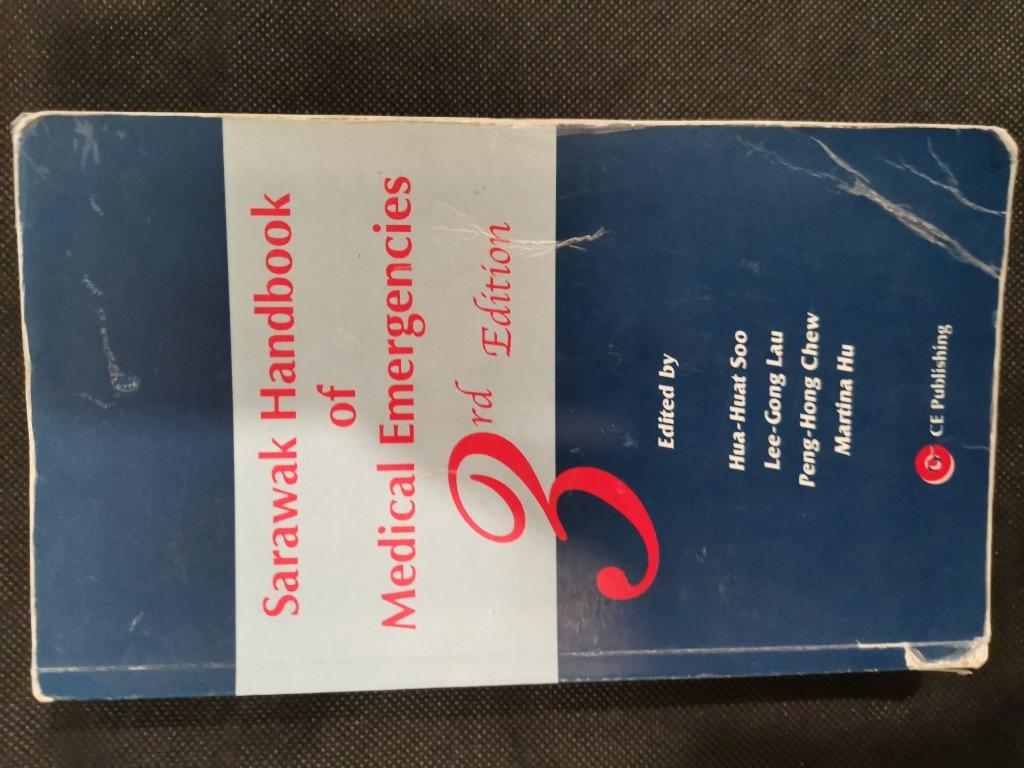 Sarawak Handbook
of
Medical Emergencies
3rd Edition
Edited by
Hua-Huat Soo
Lee-Gong Lau
Peng-Hong Chew
Martina Hu
CE Publishing